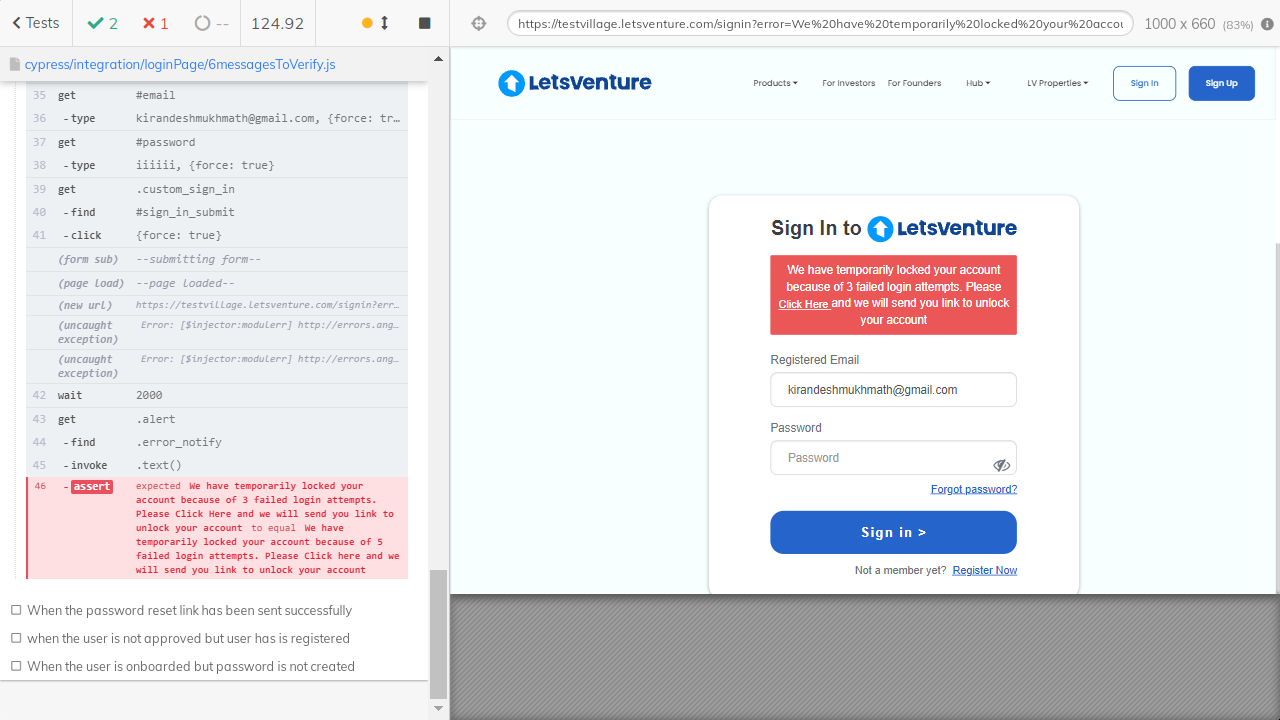 Tests
2
1
--
124.92
https://testvillage.letsventure.com/signin?error=We%20have%20temporarily%20locked%20your%20accou
1000 x 660 (83%)
cypress/integration/loginPage/6messagesToVerify.js
35 get #email
36 -type kirandeshmukhmath@gmail.com, {force: tr…
37 get #password
38 -type iiiiii, {force: true}
39 get .custom_sign_in
40 -find #sign_in_submit
41 -click {force: true}
(form sub) --submitting form--
(page load) --page loaded--
(new url) https://testvillage.letsventure.com/signin?err…
(uncaught exception) Error: [$injector:modulerr] http://errors.ang…
(uncaught exception) Error: [$injector:modulerr] http://errors.ang…
42 wait 2000
43 get .alert
44 -find .error_notify
45 -invoke .text()
46 -assert expected We have temporarily locked your
account because of 3 failed login attempts.
Please Click Here and we will send you link to
unlock your account to equal We have
temporarily locked your account because of 5
failed login attempts. Please Click here and we
will send you link to unlock your account
When the password reset link has been sent successfully
when the user is not approved but user has is registered
When the user is onboarded but password is not created
LetsVenture
Products
For Investors
For Founders
Hub
LV Properties
Sign In
Sign Up
Sign In to LetsVenture
We have temporarily locked your account
because of 3 failed login attempts. Please
Click Here and we will send you link to unlock
your account
Registered Email
kirandeshmukhmath@gmail.com
Password
Password
Forgot password?
Sign in >
Not a member yet? Register Now